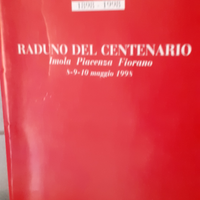 1898 - 1998
RADUNO DEL CENTENARIO
Imola Piacenza Fiorano
8-9-10 maggio 1998